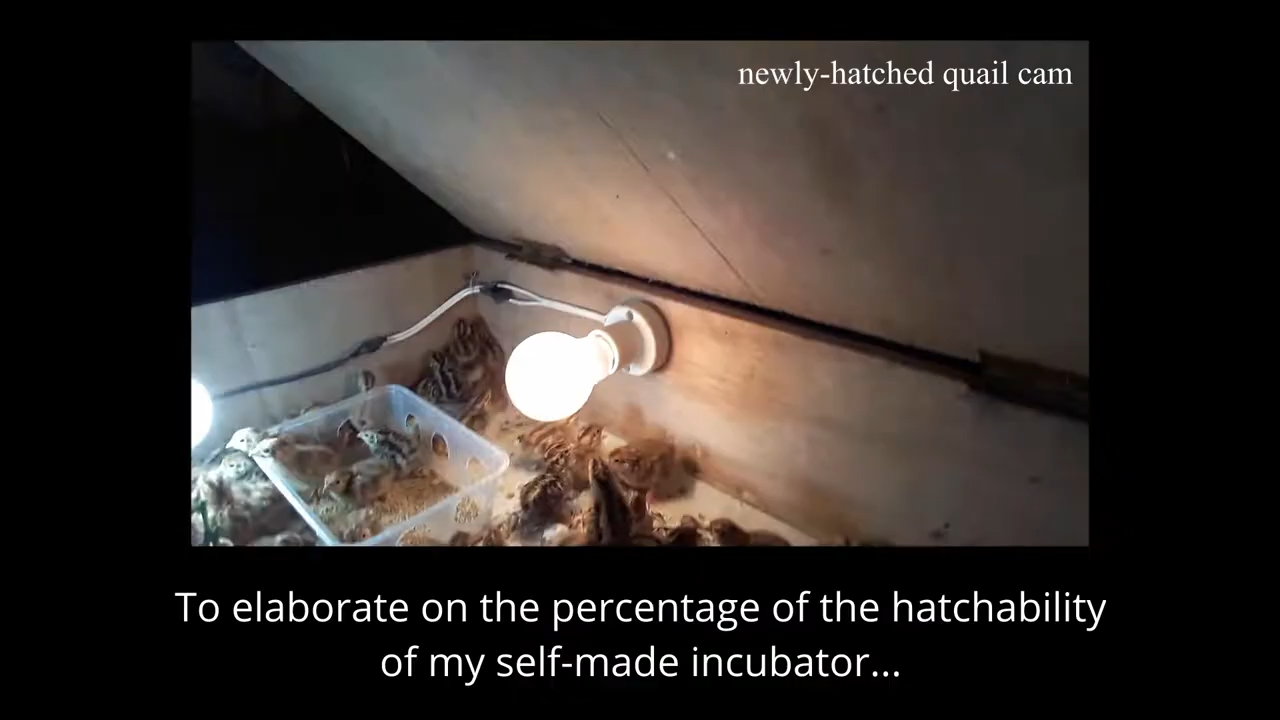 newly-hatched quail cam
To elaborate on the percentage of the hatchability
of my self-made incubator...